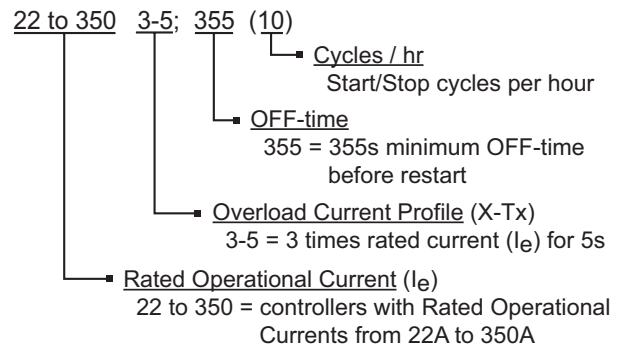 22 to 350 3-5; 355 (10)
Cycles / hr
Start/Stop cycles per hour
OFF-time
355 = 355s minimum OFF-time
before restart
Overload Current Profile (X-Tx)
3-5 = 3 times rated current (Ie) for 5s
Rated Operational Current (Ie)
22 to 350 = controllers with Rated Operational
Currents from 22A to 350A